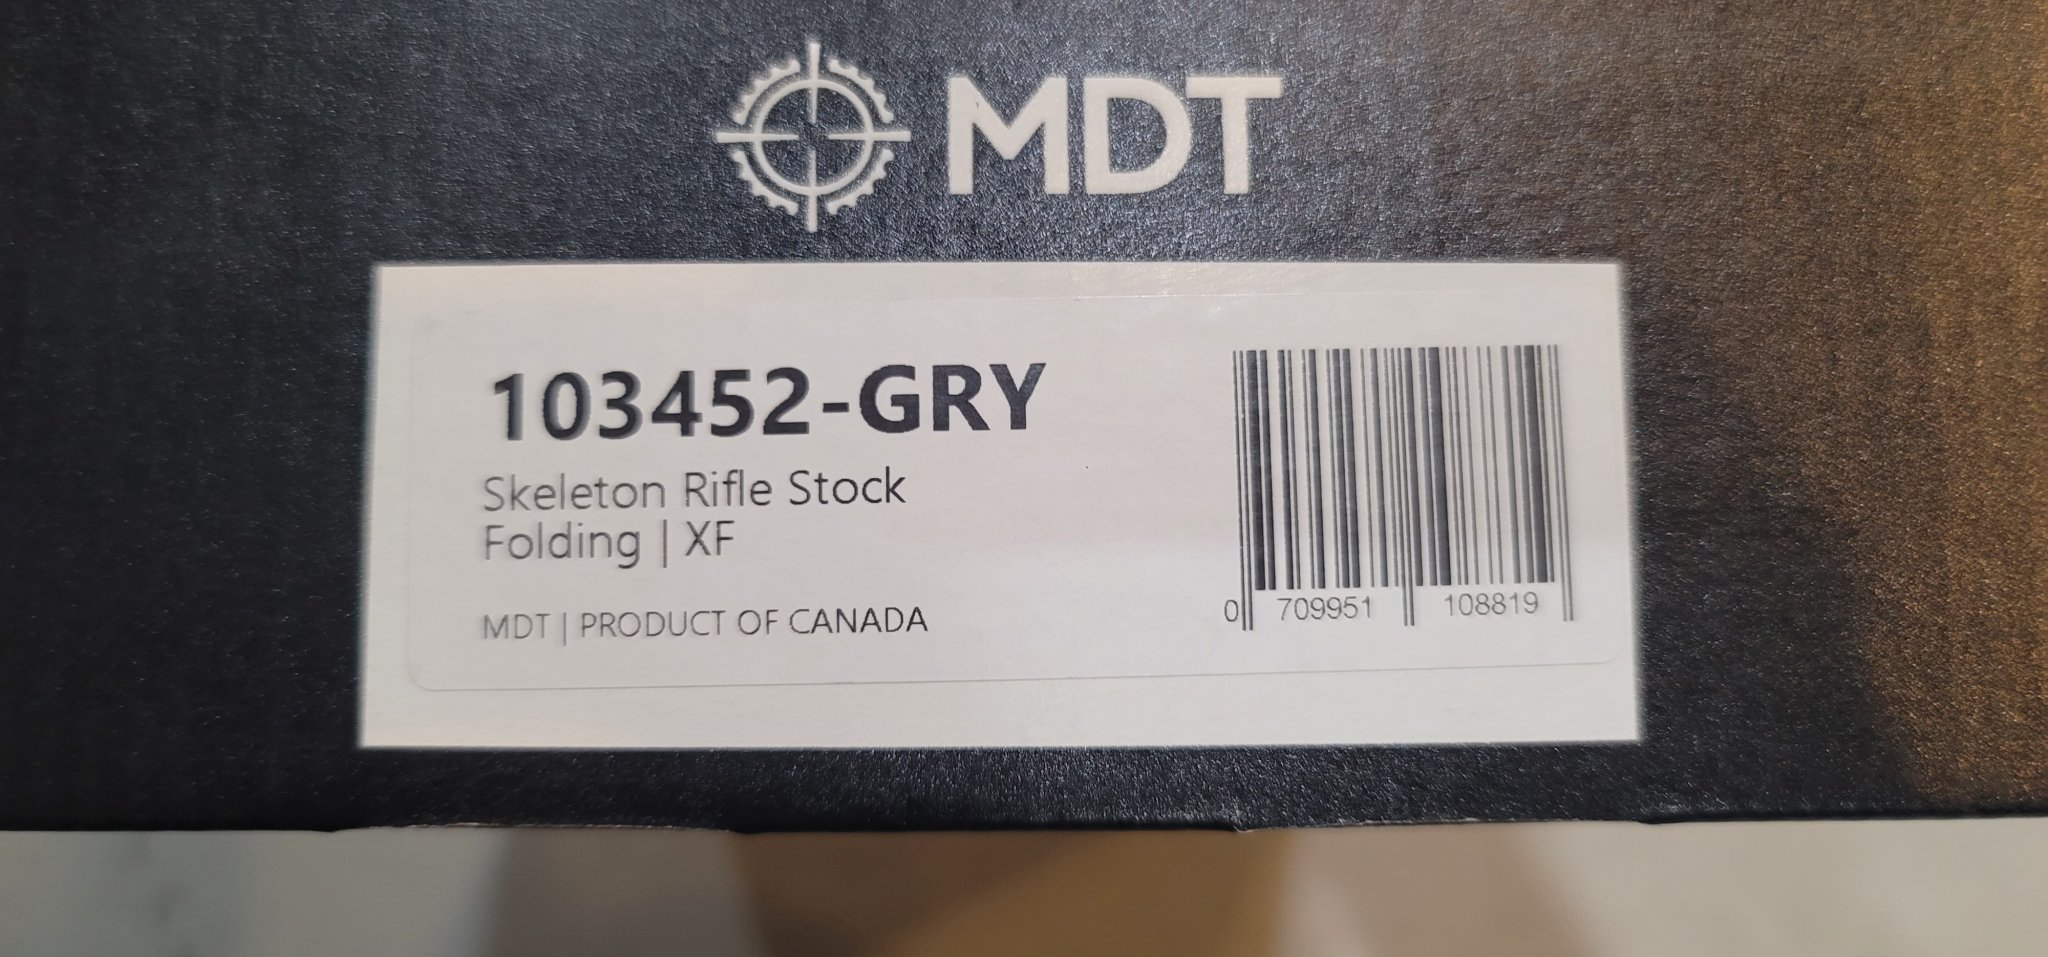 MDT
103452-GRY
Skeleton Rifle Stock
Folding | XF
MDT | PRODUCT OF CANADA
0 709951 108819